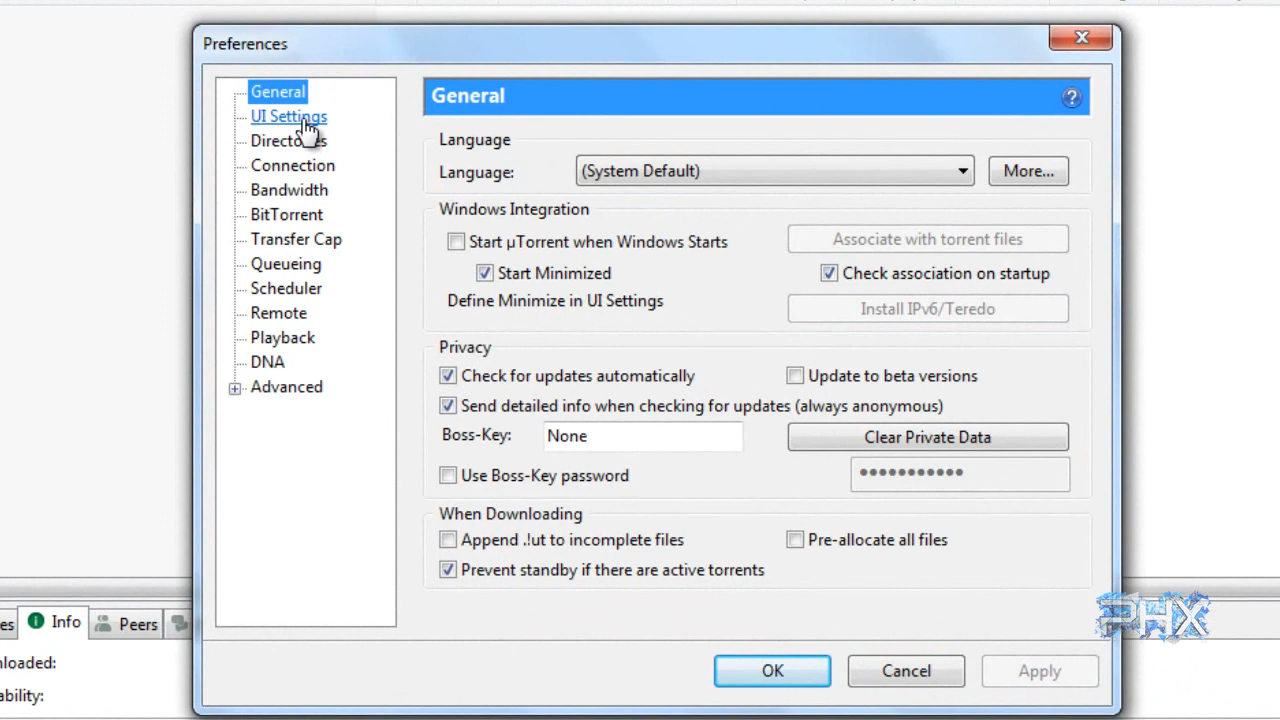 Preferences
General
UI Settings
Directories
Connection
Bandwidth
BitTorrent
Transfer Cap
Queueing
Scheduler
Remote
Playback
DNA
Advanced
General
Language
Language: (System Default) More...
Windows Integration
Start µTorrent when Windows Starts Associate with torrent files
Start Minimized Check association on startup
Define Minimize in UI Settings Install IPv6/Teredo
Privacy
Check for updates automatically Update to beta versions
Send detailed info when checking for updates (always anonymous)
Boss-Key: None Clear Private Data
Use Boss-Key password
When Downloading
Append .!ut to incomplete files Pre-allocate all files
Prevent standby if there are active torrents
OK Cancel Apply
es Info Peers
nloaded:
ability:
PHX